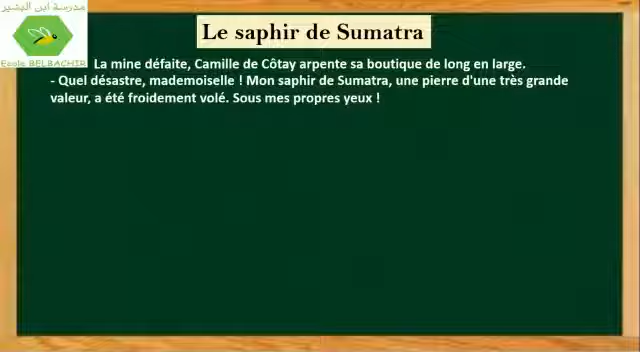 مدرسة ابن البشير
Ecole BELBACHIR
Le saphir de Sumatra
La mine défaite, Camille de Côtay arpente sa boutique de long en large.
- Quel désastre, mademoiselle ! Mon saphir de Sumatra, une pierre d'une très grande
valeur, a été froidement volé. Sous mes propres yeux !